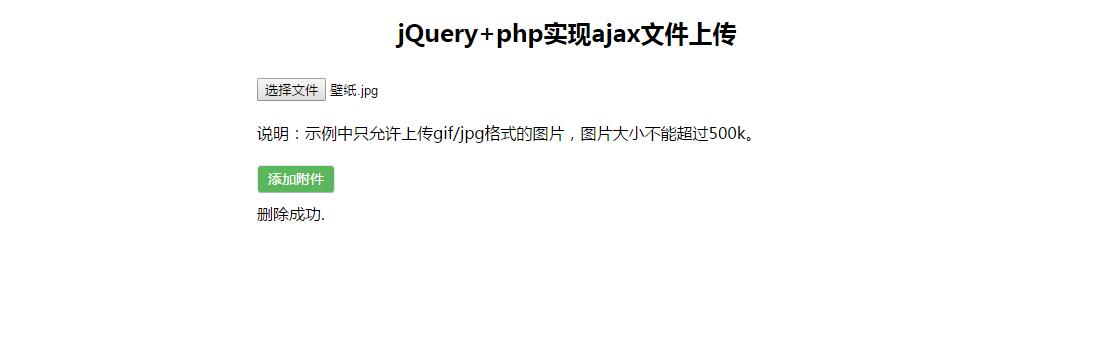 jQuery+php实现ajax文件上传
选择文件 壁纸.jpg
说明：示例中只允许上传gif/jpg格式的图片，图片大小不能超过500k。
添加附件
删除成功.